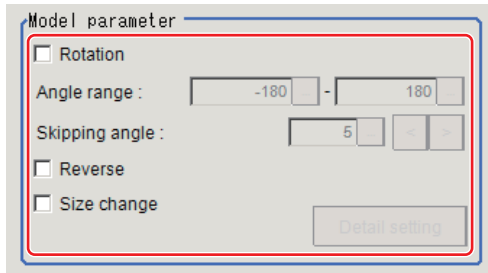 Model parameter
Rotation
Angle range : -180 ... - 180 ...
Skipping angle : 5 ... < >
Reverse
Size change
Detail setting